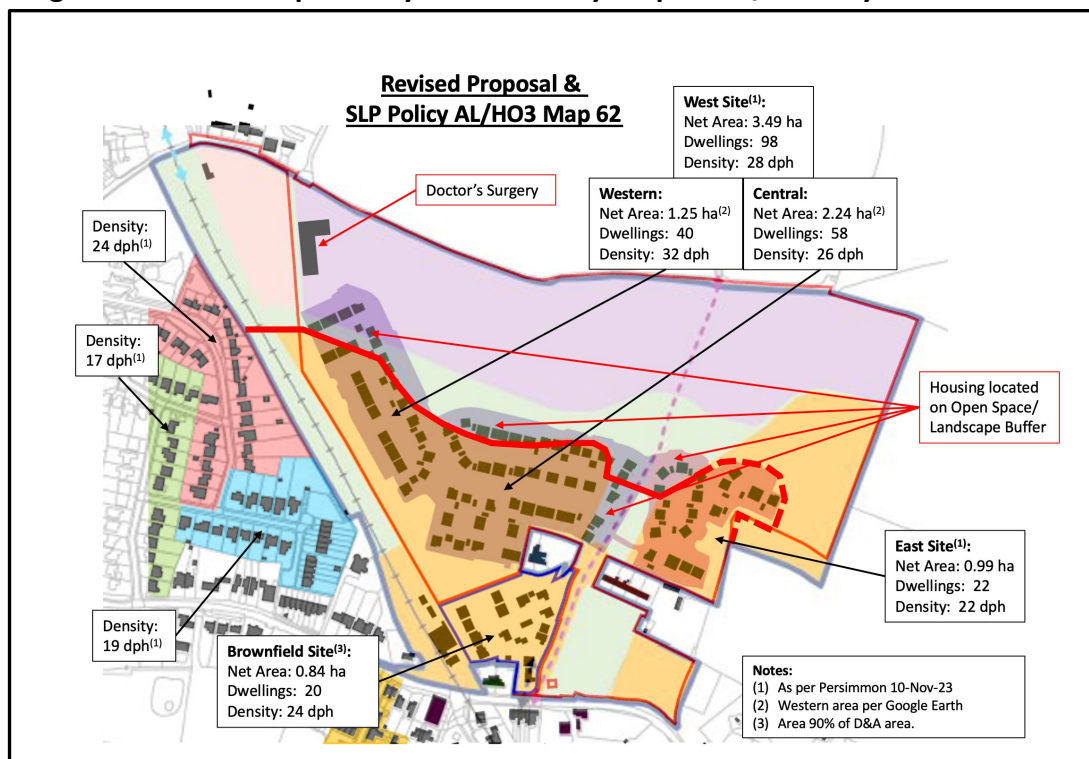 Revised Proposal &
SLP Policy AL/HO3 Map 62
West Site(1):
Net Area: 3.49 ha
Dwellings: 98
Density: 28 dph
Doctor's Surgery
Western:
Net Area: 1.25 ha(2)
Dwellings: 40
Density: 32 dph
Central:
Net Area: 2.24 ha(2)
Dwellings: 58
Density: 26 dph
Density:
24 dph(1)
Density:
17 dph(1)
Housing located
on Open Space/
Landscape Buffer
East Site(1):
Net Area: 0.99 ha
Dwellings: 22
Density: 22 dph
Density:
19 dph(1)
Brownfield Site(3):
Net Area: 0.84 ha
Dwellings: 20
Density: 24 dph
Notes:
(1) As per Persimmon 10-Nov-23
(2) Western area per Google Earth
(3) Area 90% of D&A area.